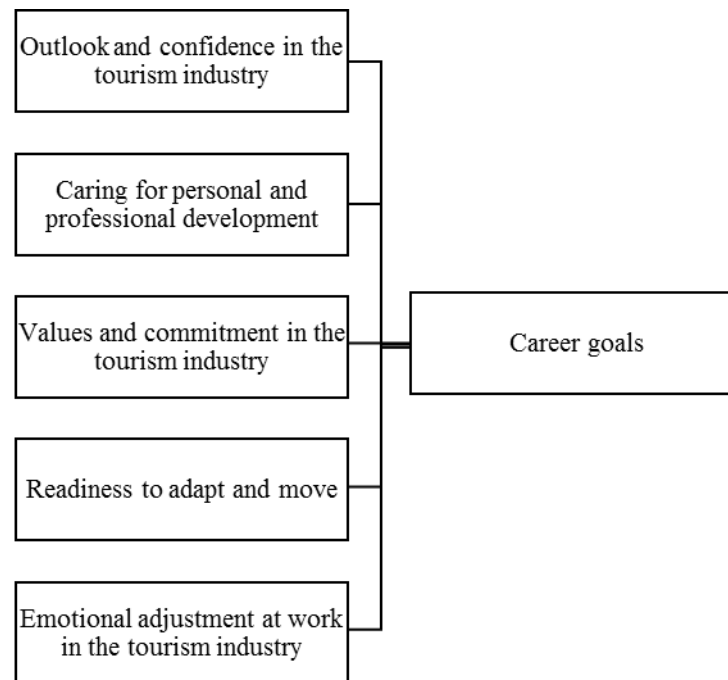 Outlook and confidence in the
tourism industry
Caring for personal and
professional development
Values and commitment in the
tourism industry
Career goals
Readiness to adapt and move
Emotional adjustment at work
in the tourism industry